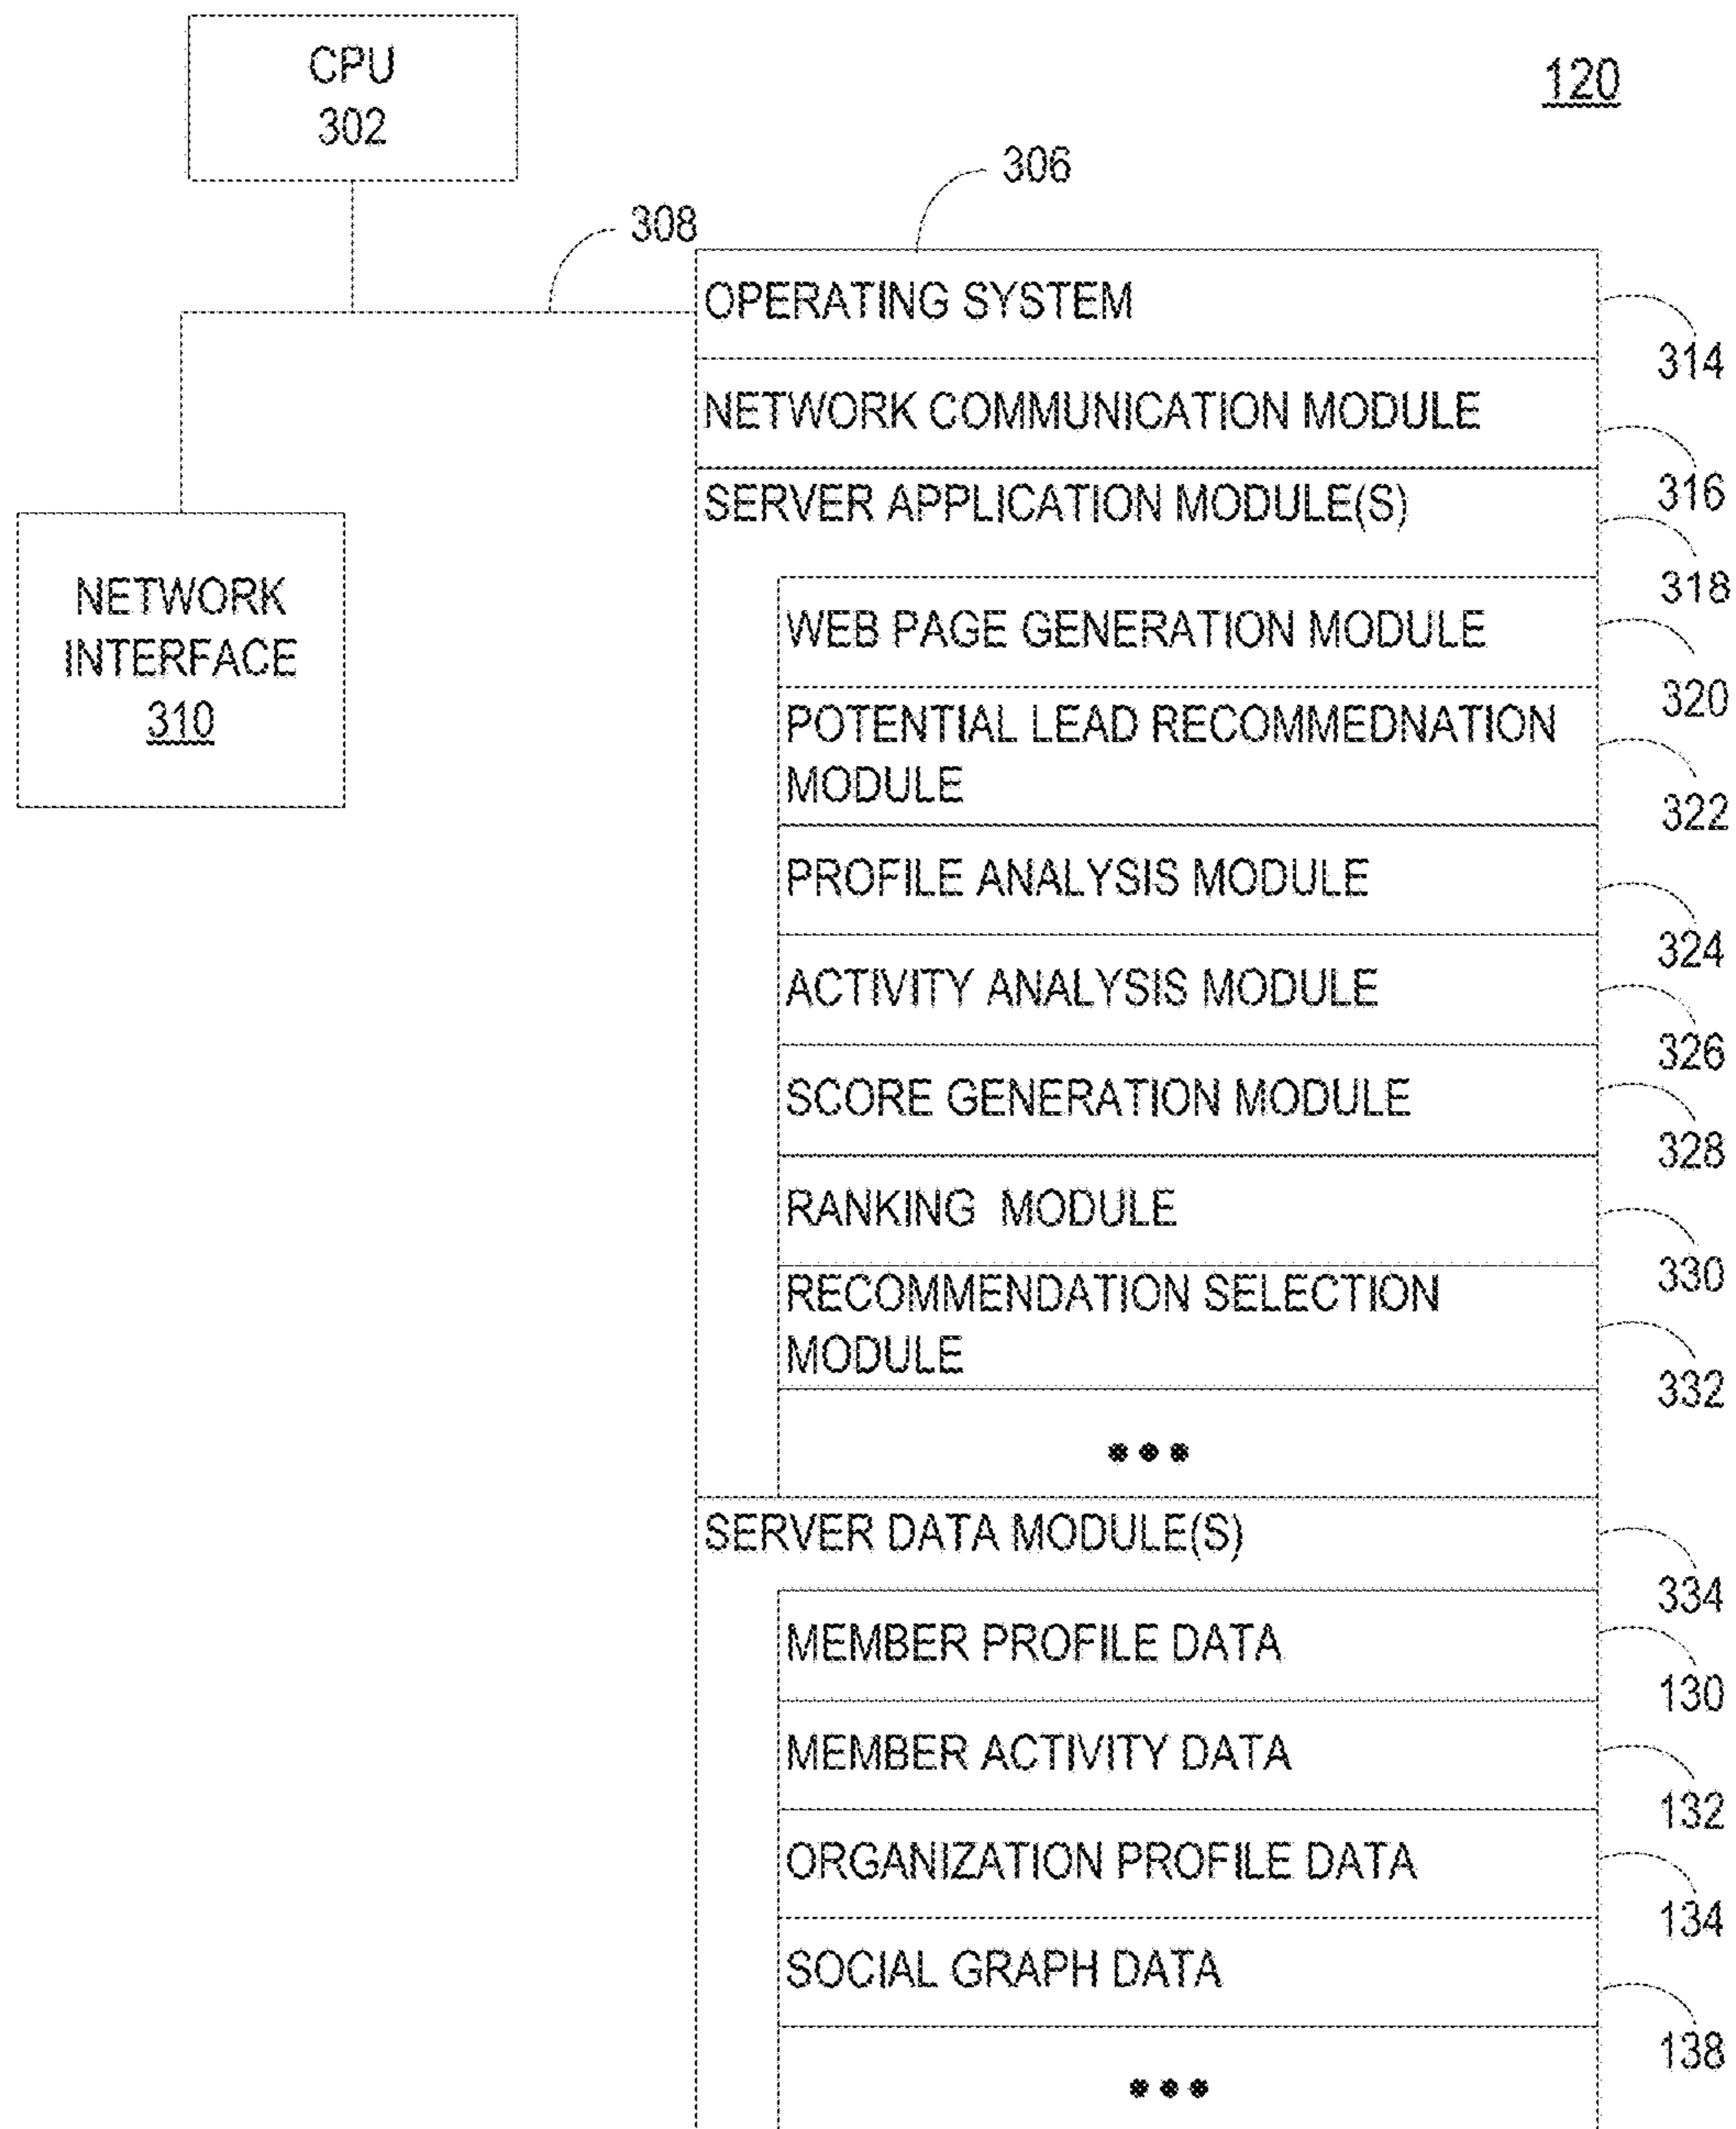 CPU
302
120
306
308
OPERATING SYSTEM
314
NETWORK COMMUNICATION MODULE
316
SERVER APPLICATION MODULE(S)
318
NETWORK
INTERFACE
310
WEB PAGE GENERATION MODULE
320
POTENTIAL LEAD RECOMMEDNATION
MODULE
322
PROFILE ANALYSIS MODULE
324
ACTIVITY ANALYSIS MODULE
326
SCORE GENERATION MODULE
328
RANKING MODULE
330
RECOMMENDATION SELECTION
MODULE
332
•••
SERVER DATA MODULE(S)
334
MEMBER PROFILE DATA
130
MEMBER ACTIVITY DATA
132
ORGANIZATION PROFILE DATA
134
SOCIAL GRAPH DATA
138
•••